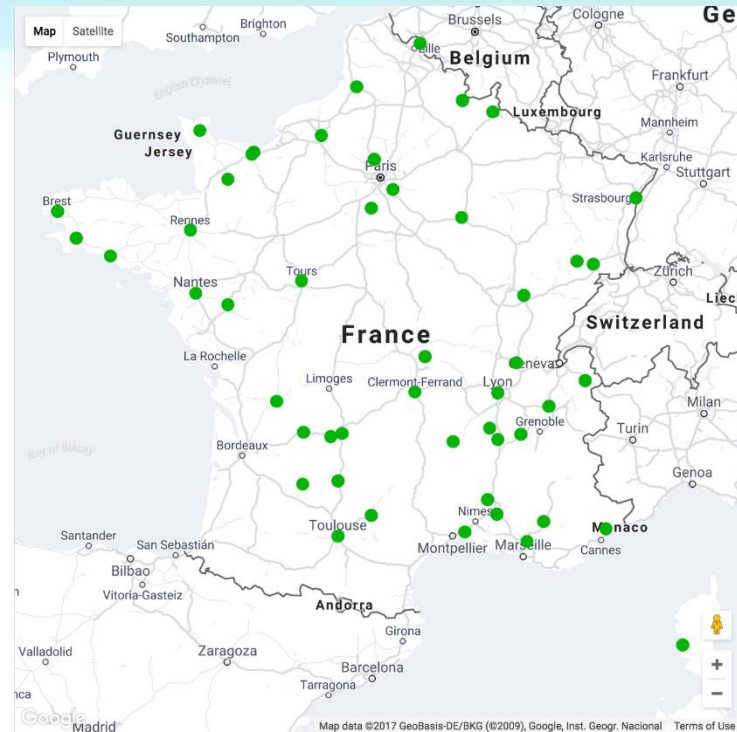 Map
Satellite
Southampton
Brighton
Brussels
Cologne
Ge
Plymouth
Lille
Belgium
Frankfurt
English Channel
Luxembourg
Guernsey
Mannheim
Jersey
Karlsruhe
Paris
Stuttgart
Brest
Strasbourg
Rennes
Nantes
Tours
Zürich
Liech
France
Switzerland
La Rochelle
Geneva
Limoges
Clermont-Ferrand
Lyon
Milan
Grenoble
Turin
Bay of Biscay
Bordeaux
Genoa
Nimes
Toulouse
Monaco
Santander
San Sebastián
Montpellier
Marseille
Cannes
Bilbao
Vitoria-Gasteiz
Andorra
Girona
Valladolid
Zaragoza
Barcelona
Tarragona
nca
Google
Madrid
Map data ©2017 GeoBasis-DE/BKG (©2009), Google, Inst. Geogr. Nacional
Terms of Use